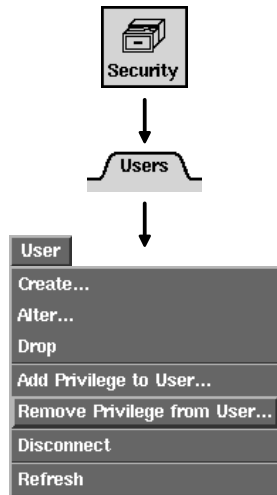 Security
Users
User
Create...
Alter...
Drop
Add Privilege to User...
Remove Privilege from User...
Disconnect
Refresh